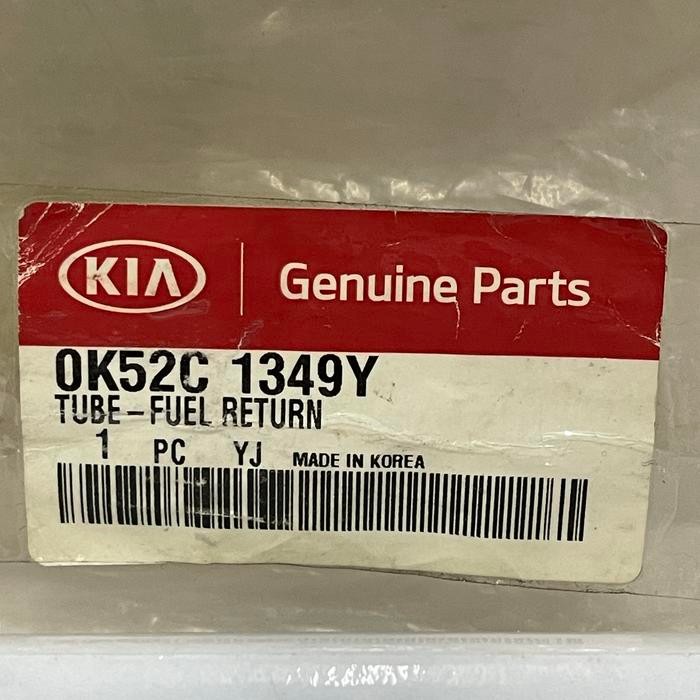 KIA Genuine Parts
0K52C 1349Y
TUBE-FUEL RETURN
1 PC YJ MADE IN KOREA